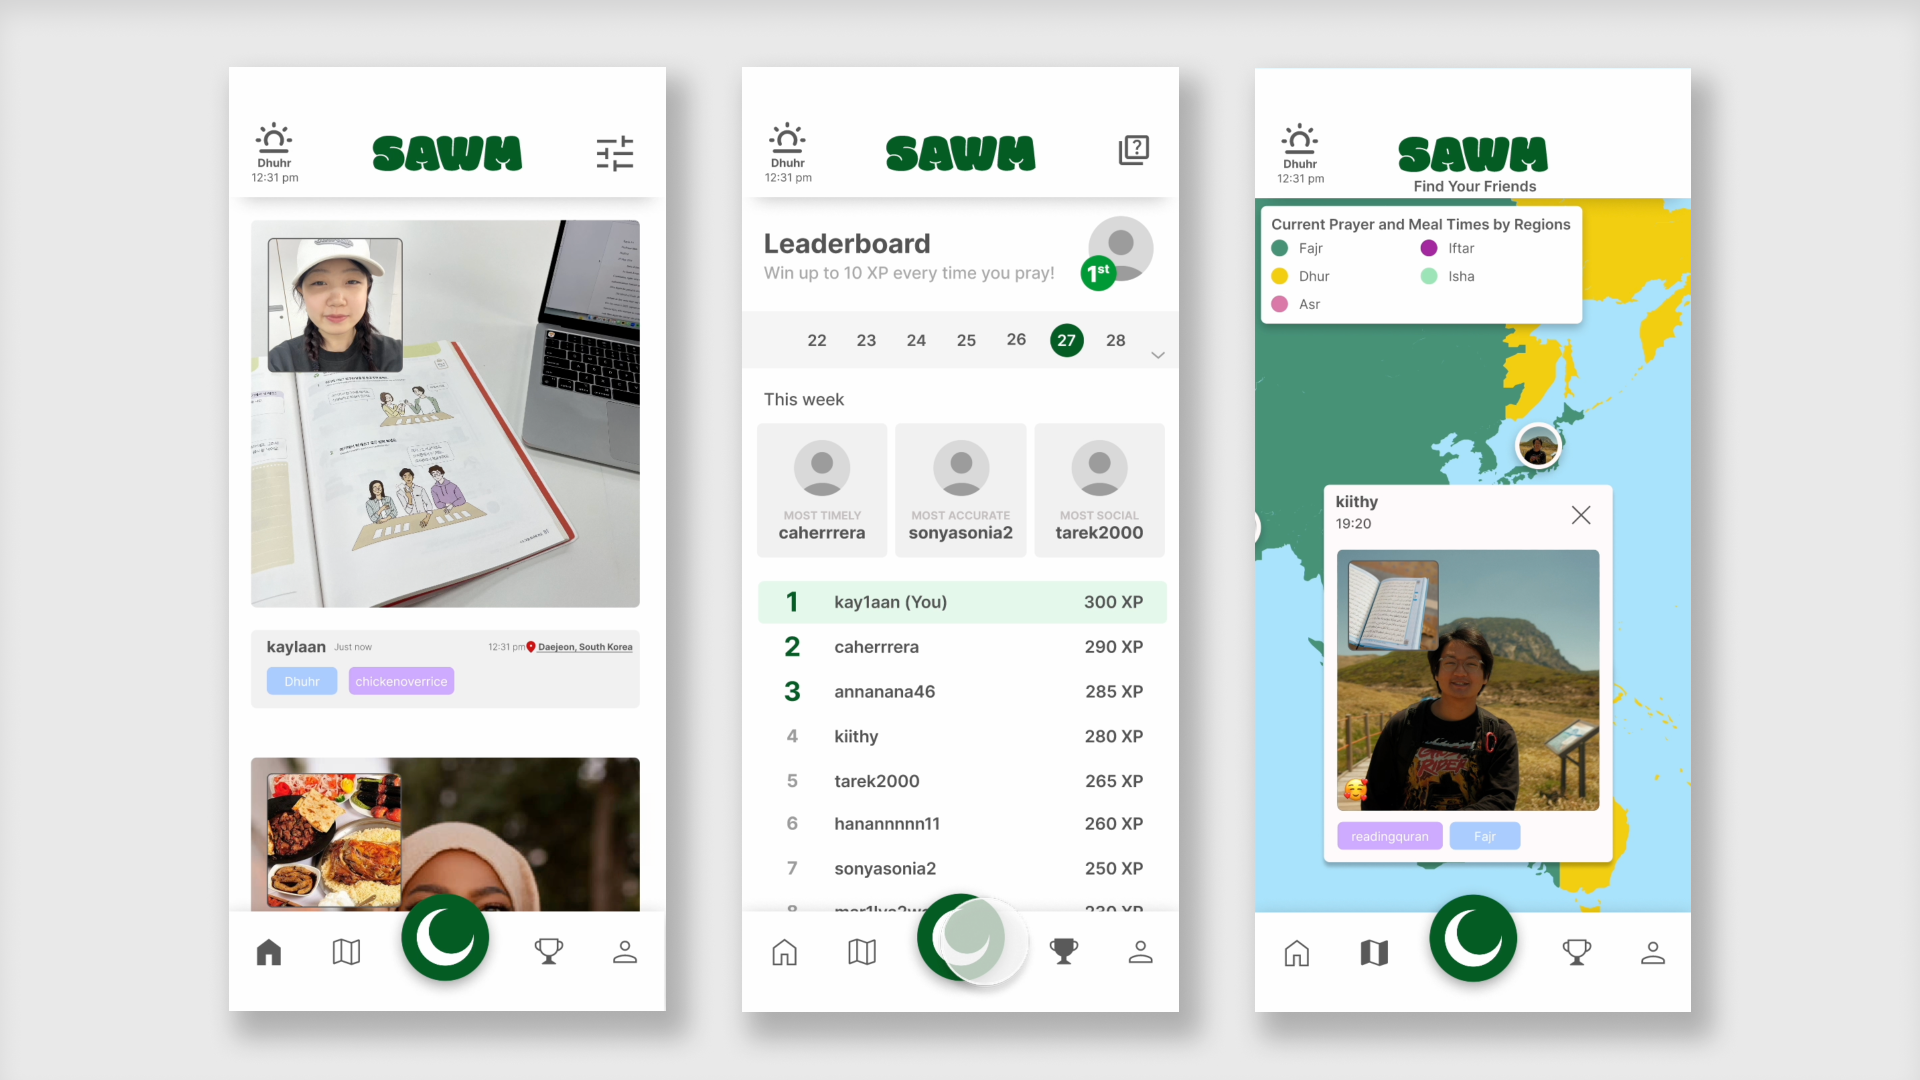 Dhuhr
12:31 pm
SAWM
kaylaan Just now 12:31 pm Daejeon, South Korea
Dhuhr chickenoverrice
Dhuhr
12:31 pm
SAWM
?
Leaderboard
Win up to 10 XP every time you pray!
1st
22 23 24 25 26 27 28
This week
MOST TIMELY
caherrrera
MOST ACCURATE
sonyasonia2
MOST SOCIAL
tarek2000
1 kay1aan (You) 300 XP
2 caherrrera 290 XP
3 annanana46 285 XP
4 kiithy 280 XP
5 tarek2000 265 XP
6 hanannnnn11 260 XP
7 sonyasonia2 250 XP
8 230 XP
Dhuhr
12:31 pm
SAWM
Find Your Friends
Current Prayer and Meal Times by Regions
Fajr
Dhur
Asr
Iftar
Isha
kiithy
19:20
readingquran Fajr